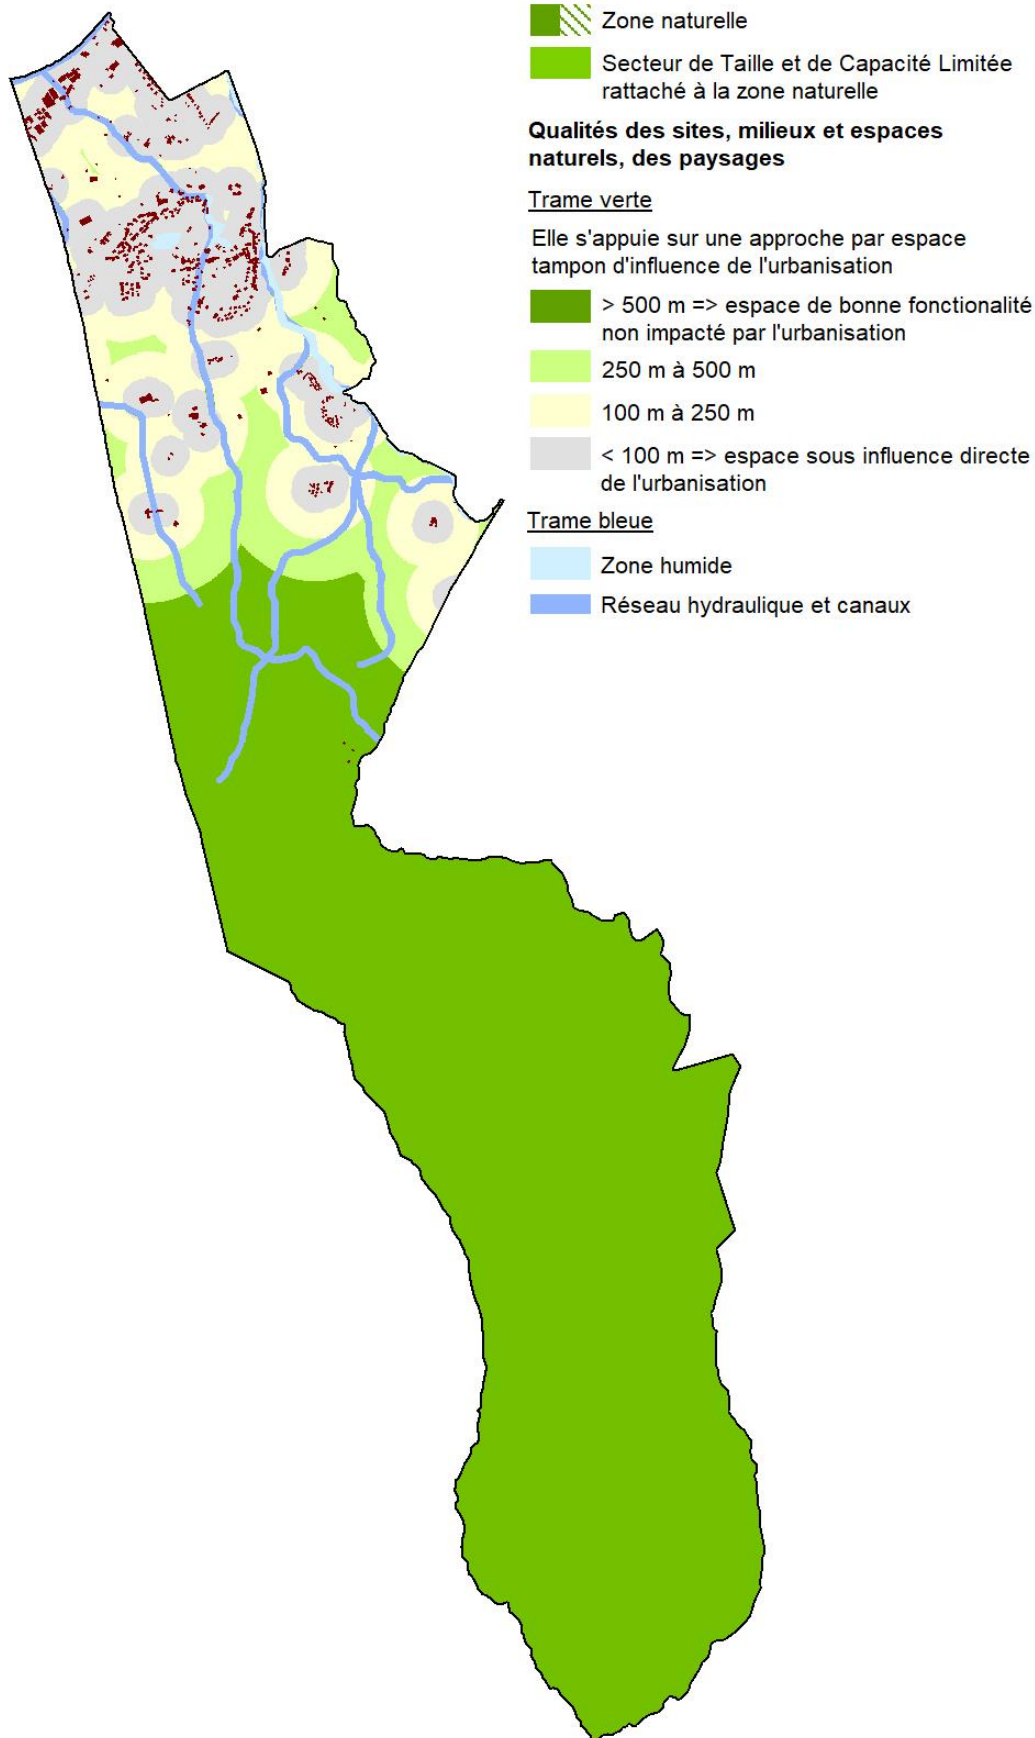 Zone naturelle
Secteur de Taille et de Capacité Limitée
rattaché à la zone naturelle
Qualités des sites, milieux et espaces
naturels, des paysages
Trame verte
Elle s'appuie sur une approche par espace
tampon d'influence de l'urbanisation
> 500 m => espace de bonne fonctionalité
non impacté par l'urbanisation
250 m à 500 m
100 m à 250 m
< 100 m => espace sous influence directe
de l'urbanisation
Trame bleue
Zone humide
Réseau hydraulique et canaux